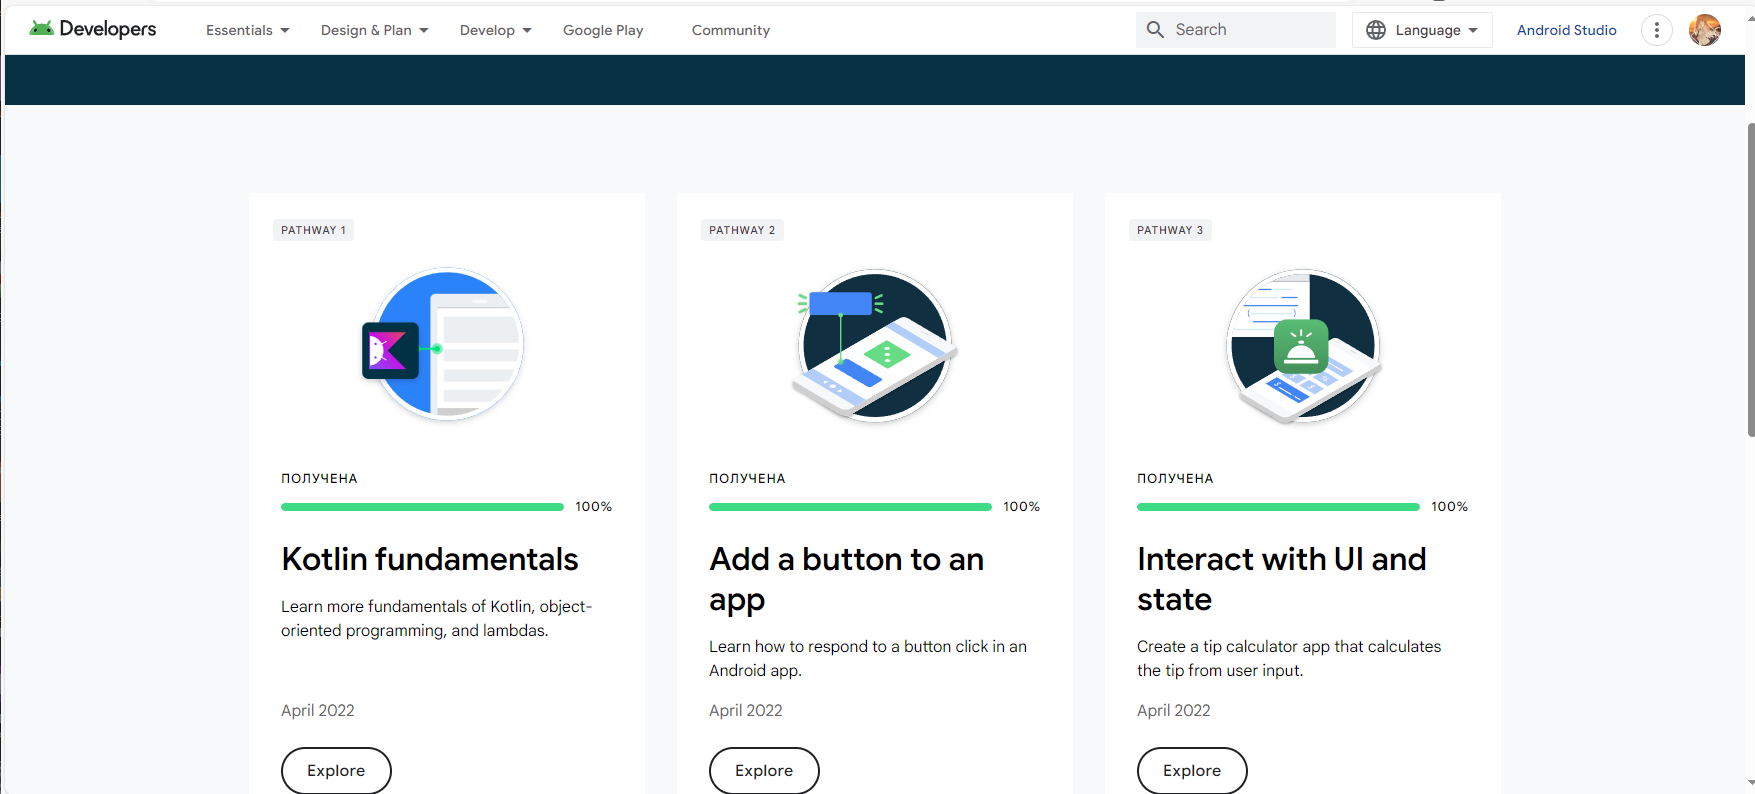 Developers
Essentials
Design & Plan
Develop
Google Play
Community
Search
Language
Android Studio
PATHWAY 1
ПОЛУЧЕНА
100%
Kotlin fundamentals
Learn more fundamentals of Kotlin, object-
oriented programming, and lambdas.
April 2022
Explore
PATHWAY 2
ПОЛУЧЕНА
100%
Add a button to an
app
Learn how to respond to a button click in an
Android app.
April 2022
Explore
PATHWAY 3
ПОЛУЧЕНА
100%
Interact with UI and
state
Create a tip calculator app that calculates
the tip from user input.
April 2022
Explore